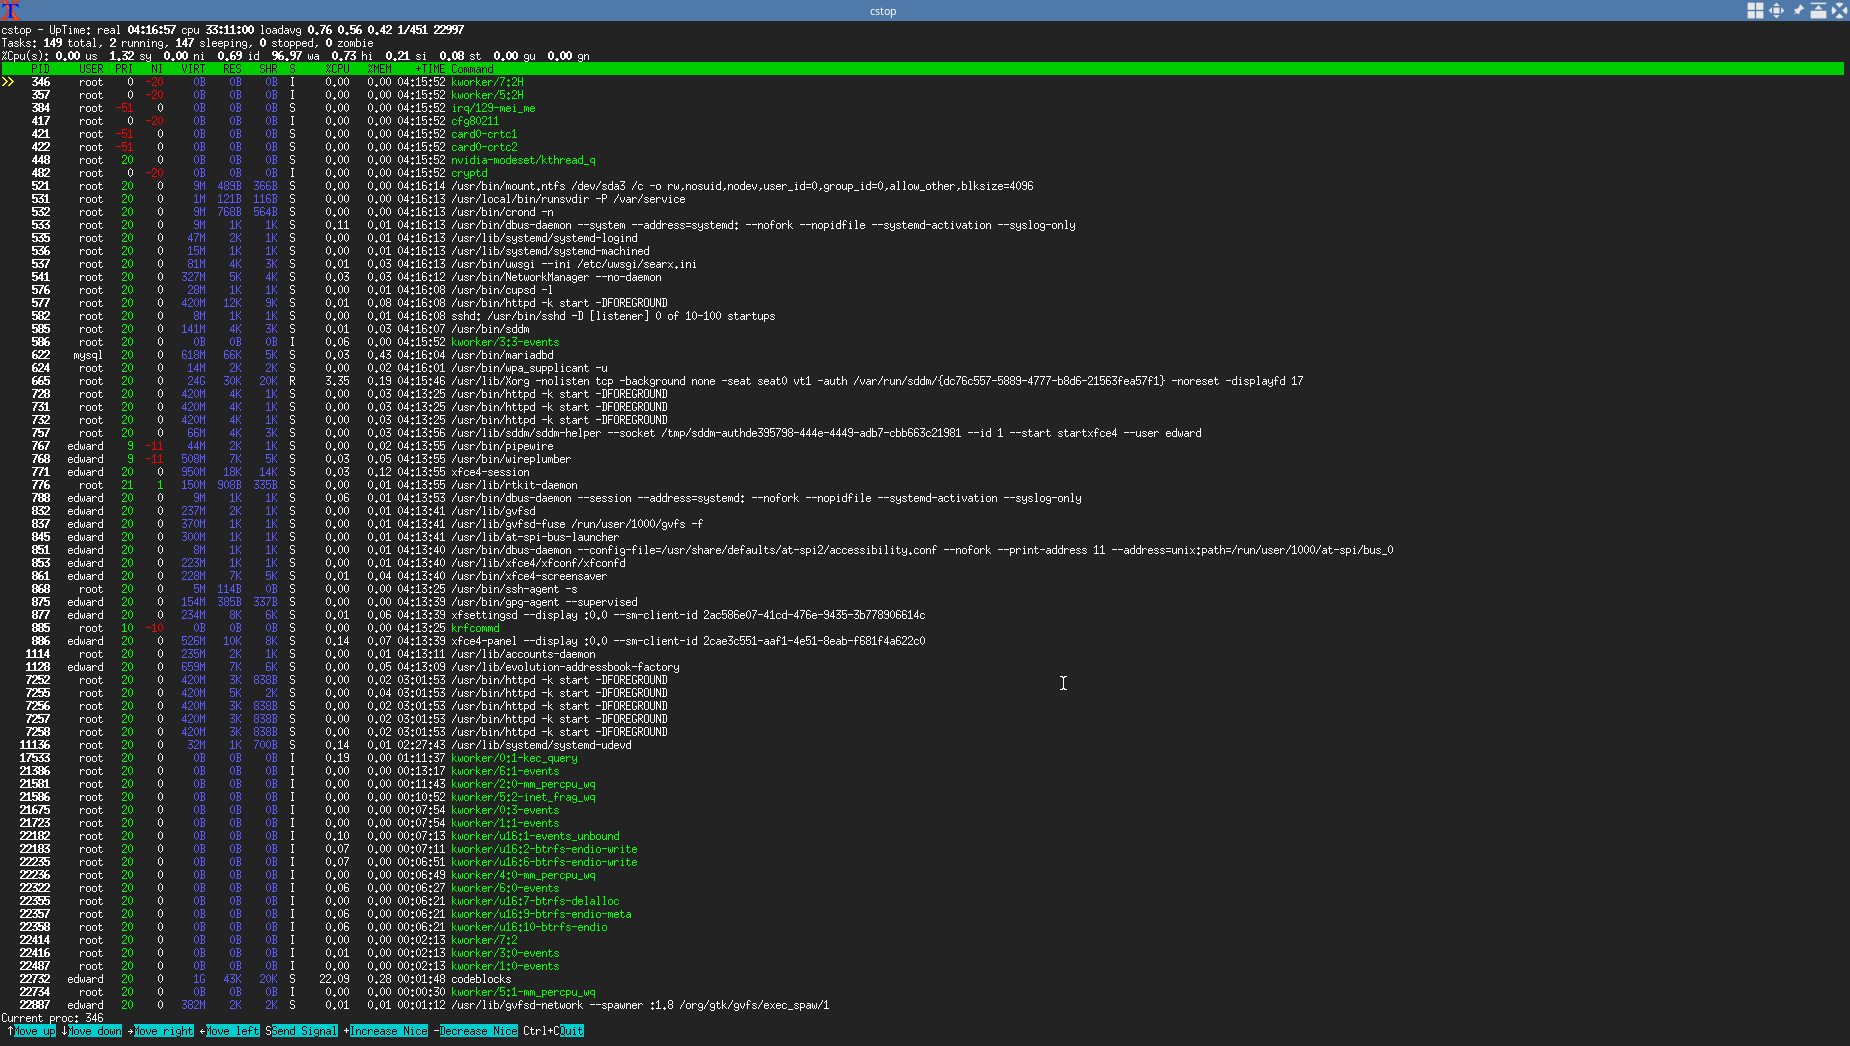 cstop
cstop - UpTime: real 04:16:57 cpu 33:11:00 loadavg 0.76 0.56 0.42 1/451 22997
Tasks: 149 total, 2 running, 147 sleeping, 0 stopped, 0 zombie
%Cpu(s): 0.00 us 1.32 sy 0.00 ni 0.69 id 96.97 wa 0.73 hi 0.21 si 0.08 st 0.00 gu 0.00 gn
PID USER PRI NI VIRT RES SHR S %CPU %MEM +TIME Command
>> 346 root 0 -20 0B 0B 0B I 0.00 0.00 04:15:52 kworker/7:2H
357 root 0 -20 0B 0B 0B I 0.00 0.00 04:15:52 kworker/5:2H
384 root -51 0 0B 0B 0B S 0.00 0.00 04:15:52 irq/129-mei_me
417 root 0 -20 0B 0B 0B I 0.00 0.00 04:15:52 cfg80211
421 root -51 0 0B 0B 0B S 0.00 0.00 04:15:52 card0-crtc1
422 root -51 0 0B 0B 0B S 0.00 0.00 04:15:52 card0-crtc2
448 root 20 0 0B 0B 0B S 0.00 0.00 04:15:52 nvidia-modeset/kthread_q
482 root 0 -20 0B 0B 0B I 0.00 0.00 04:15:52 cryptd
521 root 20 0 9M 489B 366B S 0.00 0.00 04:16:14 /usr/bin/mount.ntfs /dev/sda3 /c -o rw,nosuid,nodev,user_id=0,group_id=0,allow_other,blksize=4096
531 root 20 0 1M 121B 116B S 0.00 0.00 04:16:13 /usr/local/bin/runsvdir -P /var/service
532 root 20 0 9M 768B 564B S 0.00 0.00 04:16:13 /usr/bin/crond -n
533 root 20 0 9M 1K 1K S 0.11 0.01 04:16:13 /usr/bin/dbus-daemon --system --address=systemd: --nofork --nopidfile --systemd-activation --syslog-only
535 root 20 0 47M 2K 1K S 0.00 0.01 04:16:13 /usr/lib/systemd/systemd-logind
536 root 20 0 15M 1K 1K S 0.00 0.01 04:16:13 /usr/lib/systemd/systemd-machined
537 root 20 0 81M 4K 3K S 0.01 0.03 04:16:13 /usr/bin/uwsgi --ini /etc/uwsgi/searx.ini
541 root 20 0 327M 5K 4K S 0.03 0.03 04:16:12 /usr/bin/NetworkManager --no-daemon
576 root 20 0 28M 1K 1K S 0.00 0.01 04:16:08 /usr/bin/cupsd -l
577 root 20 0 420M 12K 9K S 0.01 0.08 04:16:08 /usr/bin/httpd -k start -DFOREGROUND
582 root 20 0 8M 1K 1K S 0.00 0.01 04:16:08 sshd: /usr/bin/sshd -D [listener] 0 of 10-100 startups
585 root 20 0 141M 4K 3K S 0.01 0.03 04:16:07 /usr/bin/sddm
586 root 20 0 0B 0B 0B I 0.06 0.00 04:15:52 kworker/3:3-events
622 mysql 20 0 618M 66K 5K S 0.03 0.43 04:16:04 /usr/bin/mariadbd
624 root 20 0 14M 2K 2K S 0.00 0.02 04:16:01 /usr/bin/wpa_supplicant -u
665 root 20 0 24G 30K 20K R 3.35 0.19 04:15:46 /usr/lib/Xorg -nolisten tcp -background none -seat seat0 vt1 -auth /var/run/sddm/{dc76c557-5889-4777-b8d6-21563fea57f1} -noreset -displayfd 17
728 root 20 0 420M 4K 1K S 0.00 0.03 04:13:25 /usr/bin/httpd -k start -DFOREGROUND
731 root 20 0 420M 4K 1K S 0.00 0.03 04:13:25 /usr/bin/httpd -k start -DFOREGROUND
732 root 20 0 420M 4K 1K S 0.00 0.03 04:13:25 /usr/bin/httpd -k start -DFOREGROUND
757 root 20 0 66M 4K 3K S 0.00 0.03 04:13:56 /usr/lib/sddm/sddm-helper --socket /tmp/sddm-authde395798-444e-4449-adb7-cbb663c21981 --id 1 --start startxfce4 --user edward
767 edward 9 -11 44M 2K 1K S 0.00 0.02 04:13:55 /usr/bin/pipewire
768 edward 9 -11 508M 7K 5K S 0.03 0.05 04:13:55 /usr/bin/wireplumber
771 edward 20 0 950M 18K 14K S 0.03 0.12 04:13:55 xfce4-session
776 root 21 1 150M 908B 335B S 0.00 0.00 04:13:55 /usr/lib/rtkit-daemon
788 edward 20 0 9M 1K 1K S 0.06 0.01 04:13:53 /usr/bin/dbus-daemon --session --address=systemd: --nofork --nopidfile --systemd-activation --syslog-only
832 edward 20 0 237M 2K 1K S 0.00 0.01 04:13:41 /usr/lib/gvfsd
837 edward 20 0 370M 1K 1K S 0.00 0.01 04:13:41 /usr/lib/gvfsd-fuse /run/user/1000/gvfs -f
845 edward 20 0 300M 1K 1K S 0.00 0.01 04:13:41 /usr/lib/at-spi-bus-launcher
851 edward 20 0 8M 1K 1K S 0.00 0.01 04:13:40 /usr/bin/dbus-daemon --config-file=/usr/share/defaults/at-spi2/accessibility.conf --nofork --print-address 11 --address=unix:path=/run/user/1000/at-spi/bus_0
853 edward 20 0 223M 1K 1K S 0.00 0.01 04:13:40 /usr/lib/xfce4/xfconf/xfconfd
861 edward 20 0 228M 7K 5K S 0.01 0.04 04:13:40 /usr/bin/xfce4-screensaver
868 root 20 0 5M 114B 0B S 0.00 0.00 04:13:25 /usr/bin/ssh-agent -s
875 edward 20 0 154M 385B 337B S 0.00 0.00 04:13:39 /usr/bin/gpg-agent --supervised
877 edward 20 0 234M 8K 6K S 0.01 0.06 04:13:39 xfsettingsd --display :0.0 --sm-client-id 2ac586e07-41cd-476e-9435-3b778906614c
885 root 10 -10 0B 0B 0B S 0.00 0.00 04:13:25 krfcommd
886 edward 20 0 526M 10K 8K S 0.14 0.07 04:13:39 xfce4-panel --display :0.0 --sm-client-id 2cae3c551-aaf1-4e51-8eab-f681f4a622c0
1114 root 20 0 235M 2K 1K S 0.00 0.01 04:13:11 /usr/lib/accounts-daemon
1128 edward 20 0 659M 7K 6K S 0.00 0.05 04:13:09 /usr/lib/evolution-addressbook-factory
7252 root 20 0 420M 3K 838B S 0.00 0.02 03:01:53 /usr/bin/httpd -k start -DFOREGROUND
7255 root 20 0 420M 5K 2K S 0.00 0.04 03:01:53 /usr/bin/httpd -k start -DFOREGROUND
7256 root 20 0 420M 3K 838B S 0.00 0.02 03:01:53 /usr/bin/httpd -k start -DFOREGROUND
7257 root 20 0 420M 3K 838B S 0.00 0.02 03:01:53 /usr/bin/httpd -k start -DFOREGROUND
7258 root 20 0 420M 3K 838B S 0.00 0.02 03:01:53 /usr/bin/httpd -k start -DFOREGROUND
11136 root 20 0 32M 1K 700B S 0.14 0.01 02:27:43 /usr/lib/systemd/systemd-udevd
17533 root 20 0 0B 0B 0B I 0.19 0.00 01:11:37 kworker/0:1-kec_query
21386 root 20 0 0B 0B 0B I 0.00 0.00 00:13:17 kworker/6:1-events
21581 root 20 0 0B 0B 0B I 0.00 0.00 00:11:43 kworker/2:0-mm_percpu_wq
21586 root 20 0 0B 0B 0B I 0.00 0.00 00:10:52 kworker/5:2-inet_frag_wq
21675 root 20 0 0B 0B 0B I 0.00 0.00 00:07:54 kworker/0:3-events
21723 root 20 0 0B 0B 0B I 0.00 0.00 00:07:54 kworker/1:1-events
22182 root 20 0 0B 0B 0B I 0.10 0.00 00:07:13 kworker/u16:1-events_unbound
22183 root 20 0 0B 0B 0B I 0.07 0.00 00:07:11 kworker/u16:2-btrfs-endio-write
22235 root 20 0 0B 0B 0B I 0.07 0.00 00:06:51 kworker/u16:6-btrfs-endio-write
22236 root 20 0 0B 0B 0B I 0.00 0.00 00:06:49 kworker/4:0-mm_percpu_wq
22322 root 20 0 0B 0B 0B I 0.06 0.00 00:06:27 kworker/6:0-events
22355 root 20 0 0B 0B 0B I 0.00 0.00 00:06:21 kworker/u16:7-btrfs-delalloc
22357 root 20 0 0B 0B 0B I 0.06 0.00 00:06:21 kworker/u16:9-btrfs-endio-meta
22358 root 20 0 0B 0B 0B I 0.06 0.00 00:06:21 kworker/u16:10-btrfs-endio
22414 root 20 0 0B 0B 0B I 0.00 0.00 00:02:13 kworker/7:2
22416 root 20 0 0B 0B 0B I 0.01 0.00 00:02:13 kworker/3:0-events
22487 root 20 0 0B 0B 0B I 0.00 0.00 00:02:13 kworker/1:0-events
22732 edward 20 0 1G 43K 20K S 22.09 0.28 00:01:48 codeblocks
22734 root 20 0 0B 0B 0B I 0.00 0.00 00:00:30 kworker/5:1-mm_percpu_wq
22887 edward 20 0 382M 2K 2K S 0.01 0.01 00:01:12 /usr/lib/gvfsd-network --spawner :1.8 /org/gtk/gvfs/exec_spaw/1
Current proc: 346
↑Move up ↓Move down →Move right ←Move left SSend Signal +Increase Nice -Decrease Nice Ctrl+CQuit